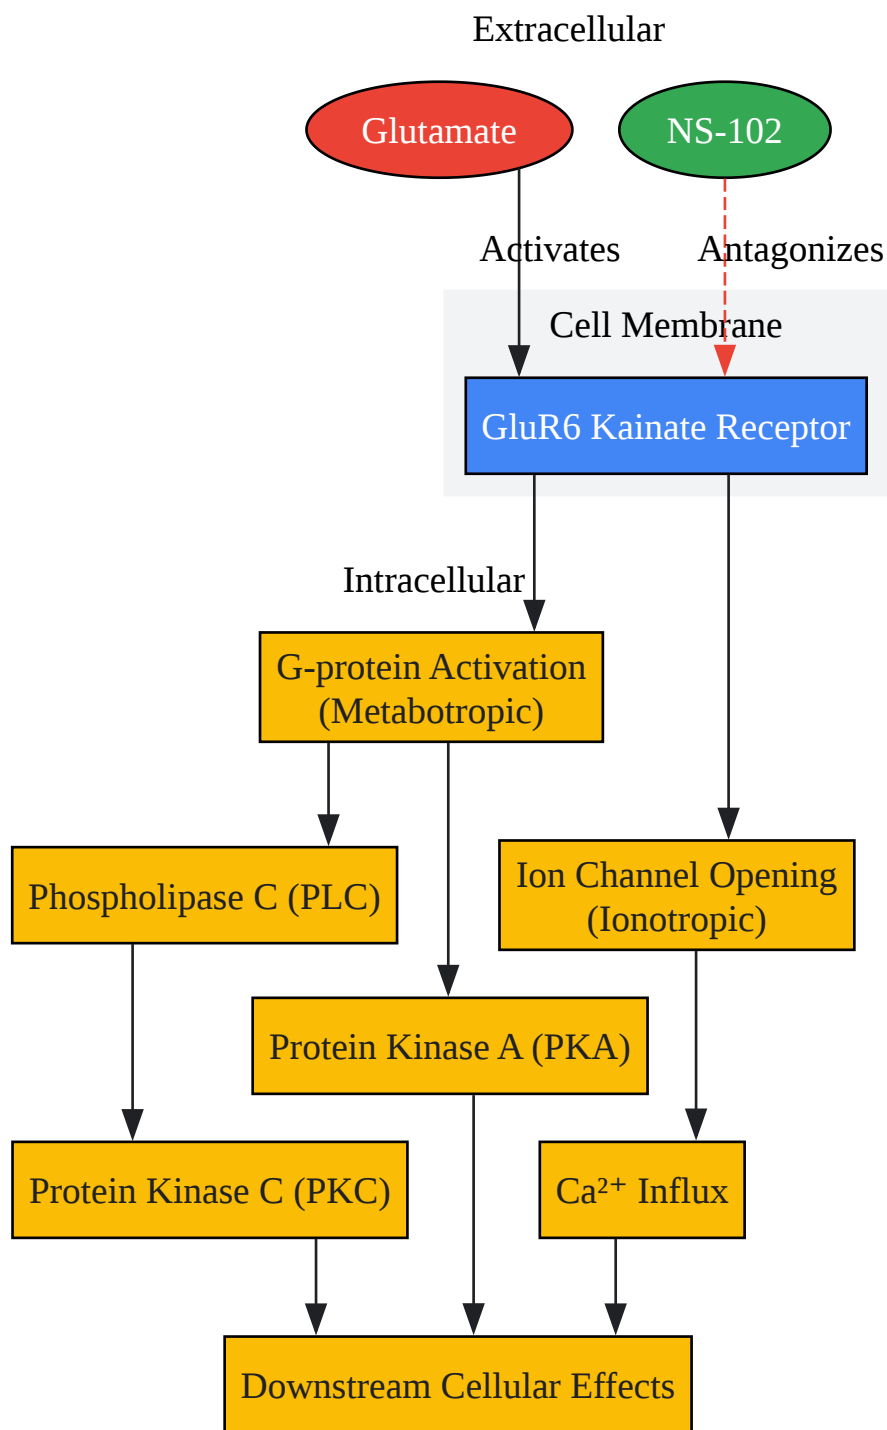 Extracellular
Glutamate
NS-102
Activates
Antagonizes
Cell Membrane
GluR6 Kainate Receptor
Intracellular
G-protein Activation
(Metabotropic)
Phospholipase C (PLC)
Ion Channel Opening
(Ionotropic)
Protein Kinase A (PKA)
Protein Kinase C (PKC)
Ca²⁺ Influx
Downstream Cellular Effects